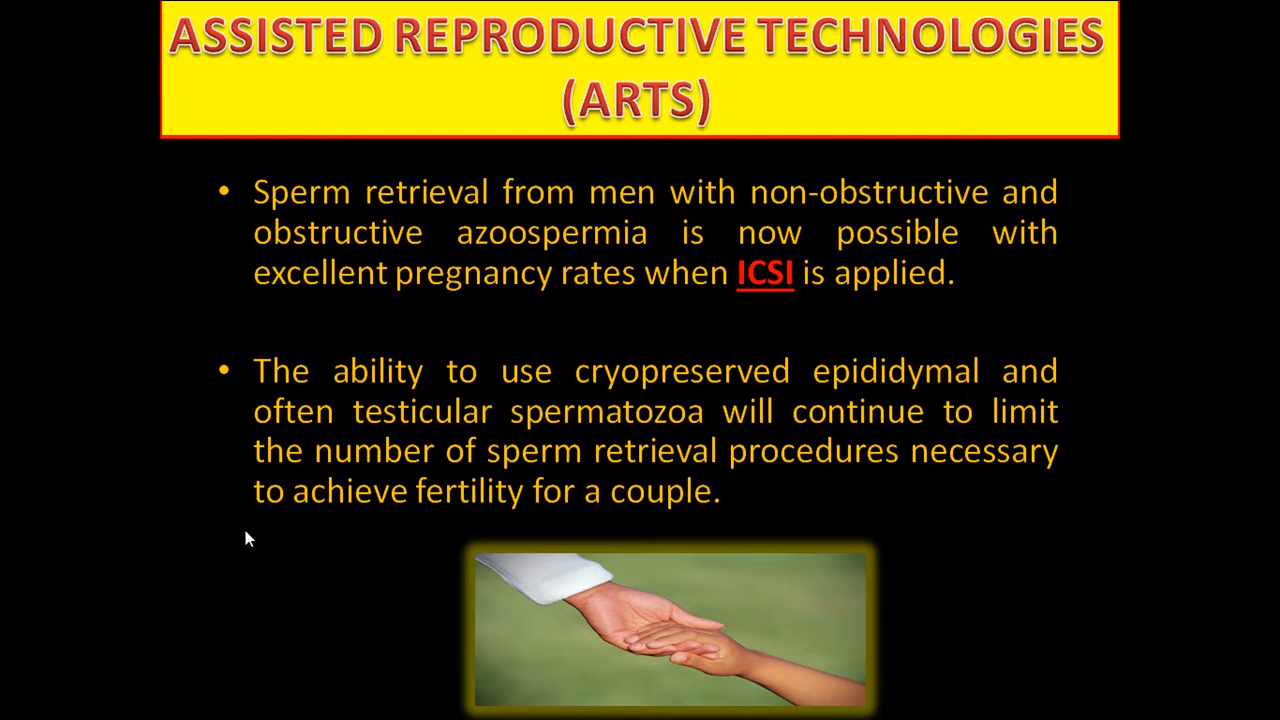 ASSISTED REPRODUCTIVE TECHNOLOGIES
(ARTS)
• Sperm retrieval from men with non-obstructive and
obstructive azoospermia is now possible with
excellent pregnancy rates when ICSI is applied.
• The ability to use cryopreserved epididymal and
often testicular spermatozoa will continue to limit
the number of sperm retrieval procedures necessary
to achieve fertility for a couple.